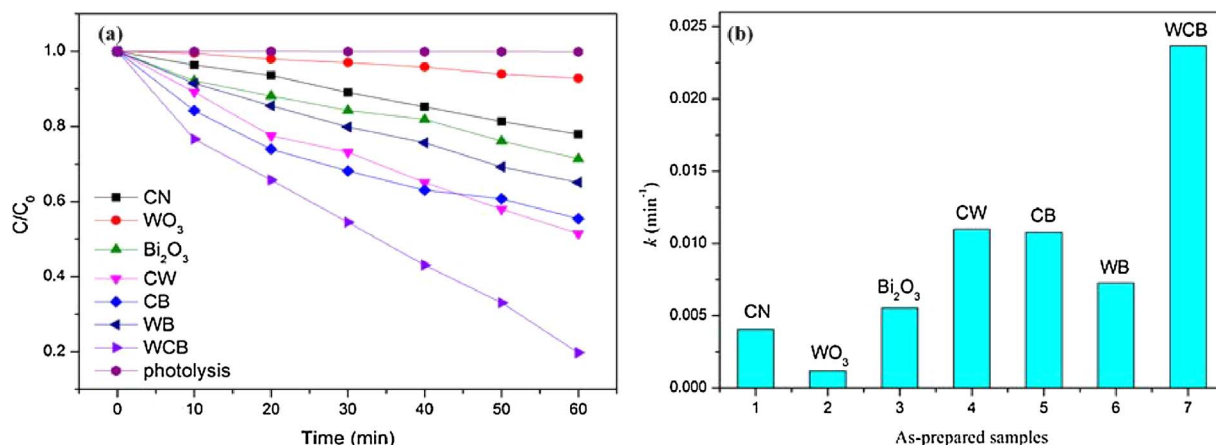 (a)
1.0
0.8
0.6
0.4
0.2
C/C₀
CN
WO₃
Bi₂O₃
CW
CB
WB
WCB
photolysis
0 10 20 30 40 50 60
Time (min)
(b)
0.025
0.020
0.015
0.010
0.005
0.000
k (min⁻¹)
CN
WO₃
Bi₂O₃
CW
CB
WB
WCB
1 2 3 4 5 6 7
As-prepared samples